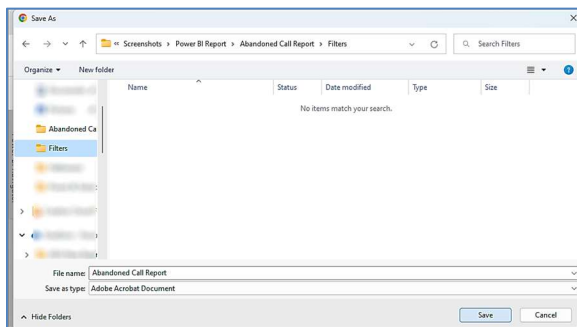 Save As
« Screenshots > Power BI Report > Abandoned Call Report > Filters
Search Filters
Organize New folder
Name Status Date modified Type Size
No items match your search.
Abandoned Ca
Filters
File name: Abandoned Call Report
Save as type: Adobe Acrobat Document
Hide Folders
Save Cancel